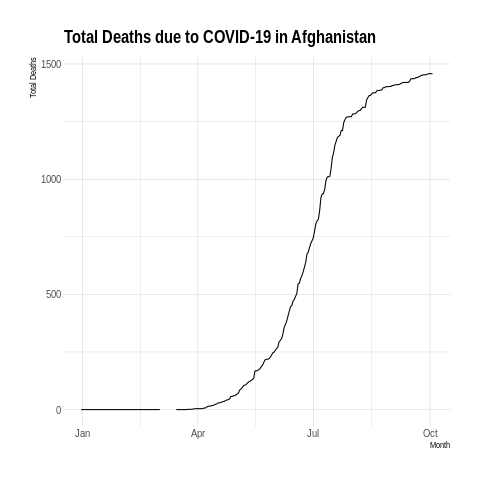 Total Deaths due to COVID-19 in Afghanistan
Total Deaths
1500
1000
500
0
Jan
Apr
Jul
Oct
Month